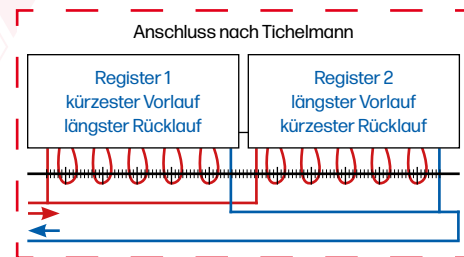 Anschluss nach Tichelmann
Register 1
kürzester Vorlauf
längster Rücklauf
Register 2
längster Vorlauf
kürzester Rücklauf